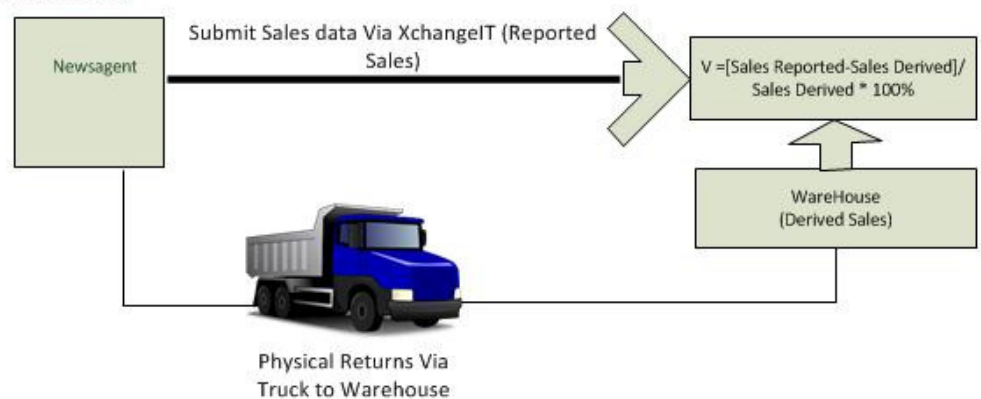 Newsagent
Submit Sales data Via XchangeIT (Reported
Sales)
V =[Sales Reported-Sales Derived]/
Sales Derived * 100%
WareHouse
(Derived Sales)
Physical Returns Via
Truck to Warehouse